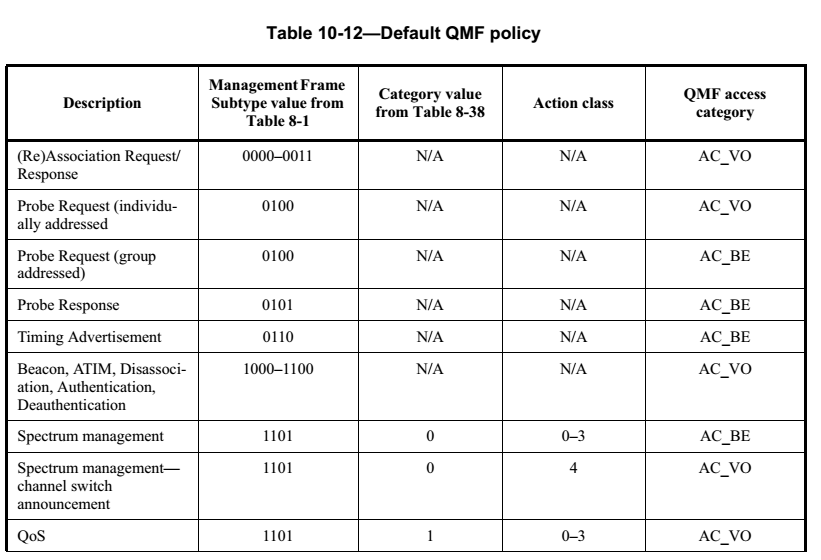 Table 10-12—Default QMF policy
Description
Management Frame
Subtype value from
Table 8-1
Category value
from Table 8-38
Action class
QMF access
category
(Re)Association Request/
Response
0000–0011
N/A
N/A
AC_VO
Probe Request (individu-
ally addressed
0100
N/A
N/A
AC_VO
Probe Request (group
addressed)
0100
N/A
N/A
AC_BE
Probe Response
0101
N/A
N/A
AC_BE
Timing Advertisement
0110
N/A
N/A
AC_BE
Beacon, ATIM, Disassoci-
ation, Authentication,
Deauthentication
1000–1100
N/A
N/A
AC_VO
Spectrum management
1101
0
0–3
AC_BE
Spectrum management—
channel switch
announcement
1101
0
4
AC_VO
QoS
1101
1
0–3
AC_VO